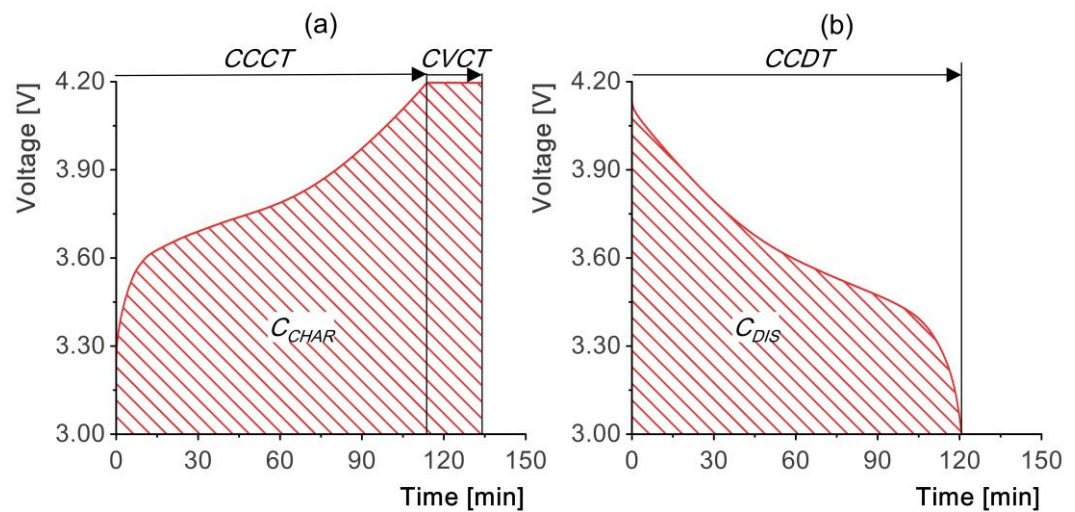 (a)
CCCT CVCT
Voltage [V]
4.20
3.90
3.60
3.30
3.00
C_CHAR
0 30 60 90 120 150
Time [min]
(b)
CCDT
Voltage [V]
4.20
3.90
3.60
3.30
3.00
C_DIS
0 30 60 90 120 150
Time [min]